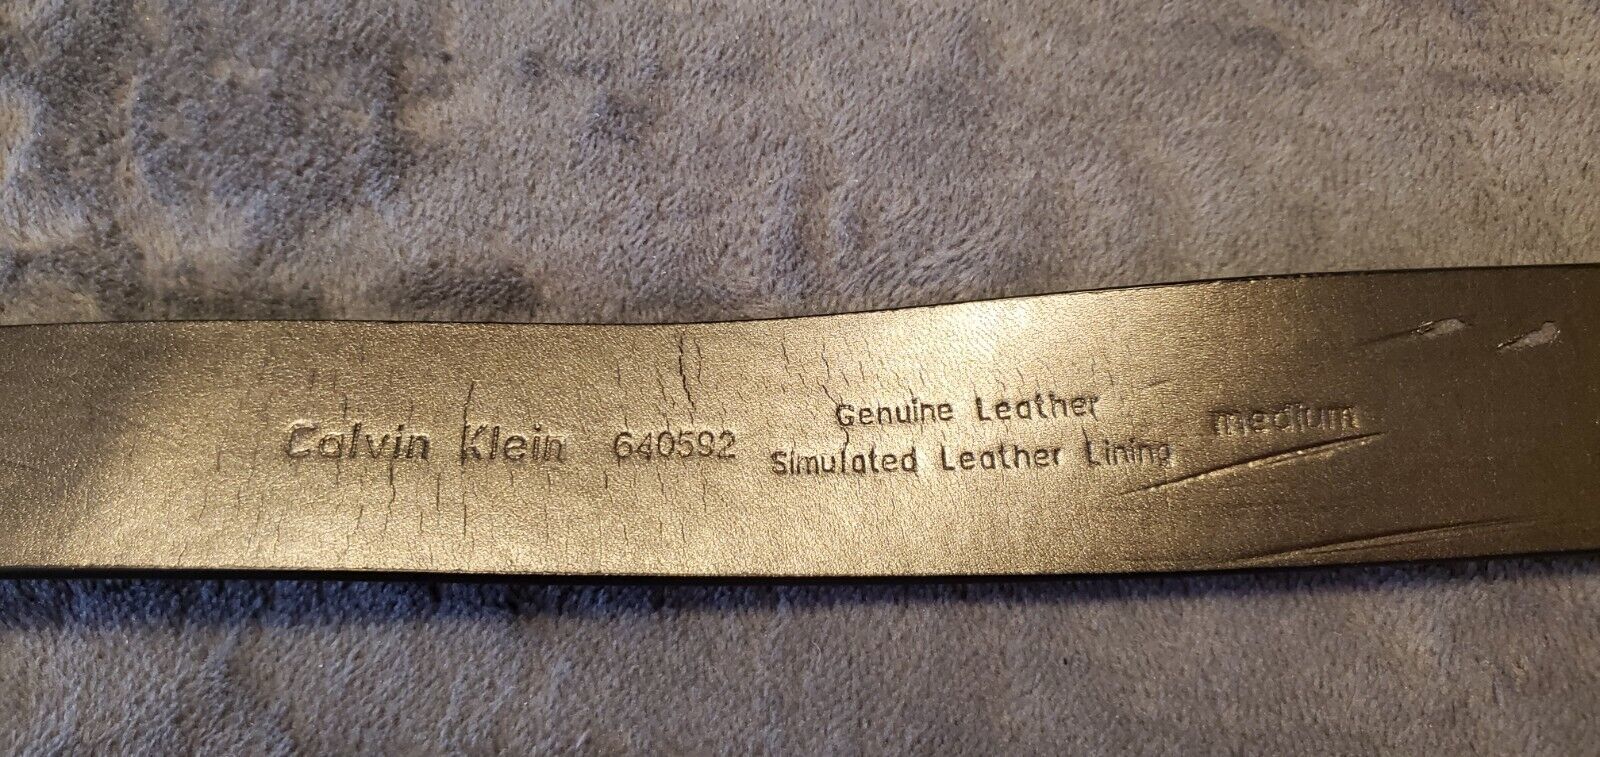 Calvin Klein 640592
Genuine Leather
Simulated Leather Lining
medium